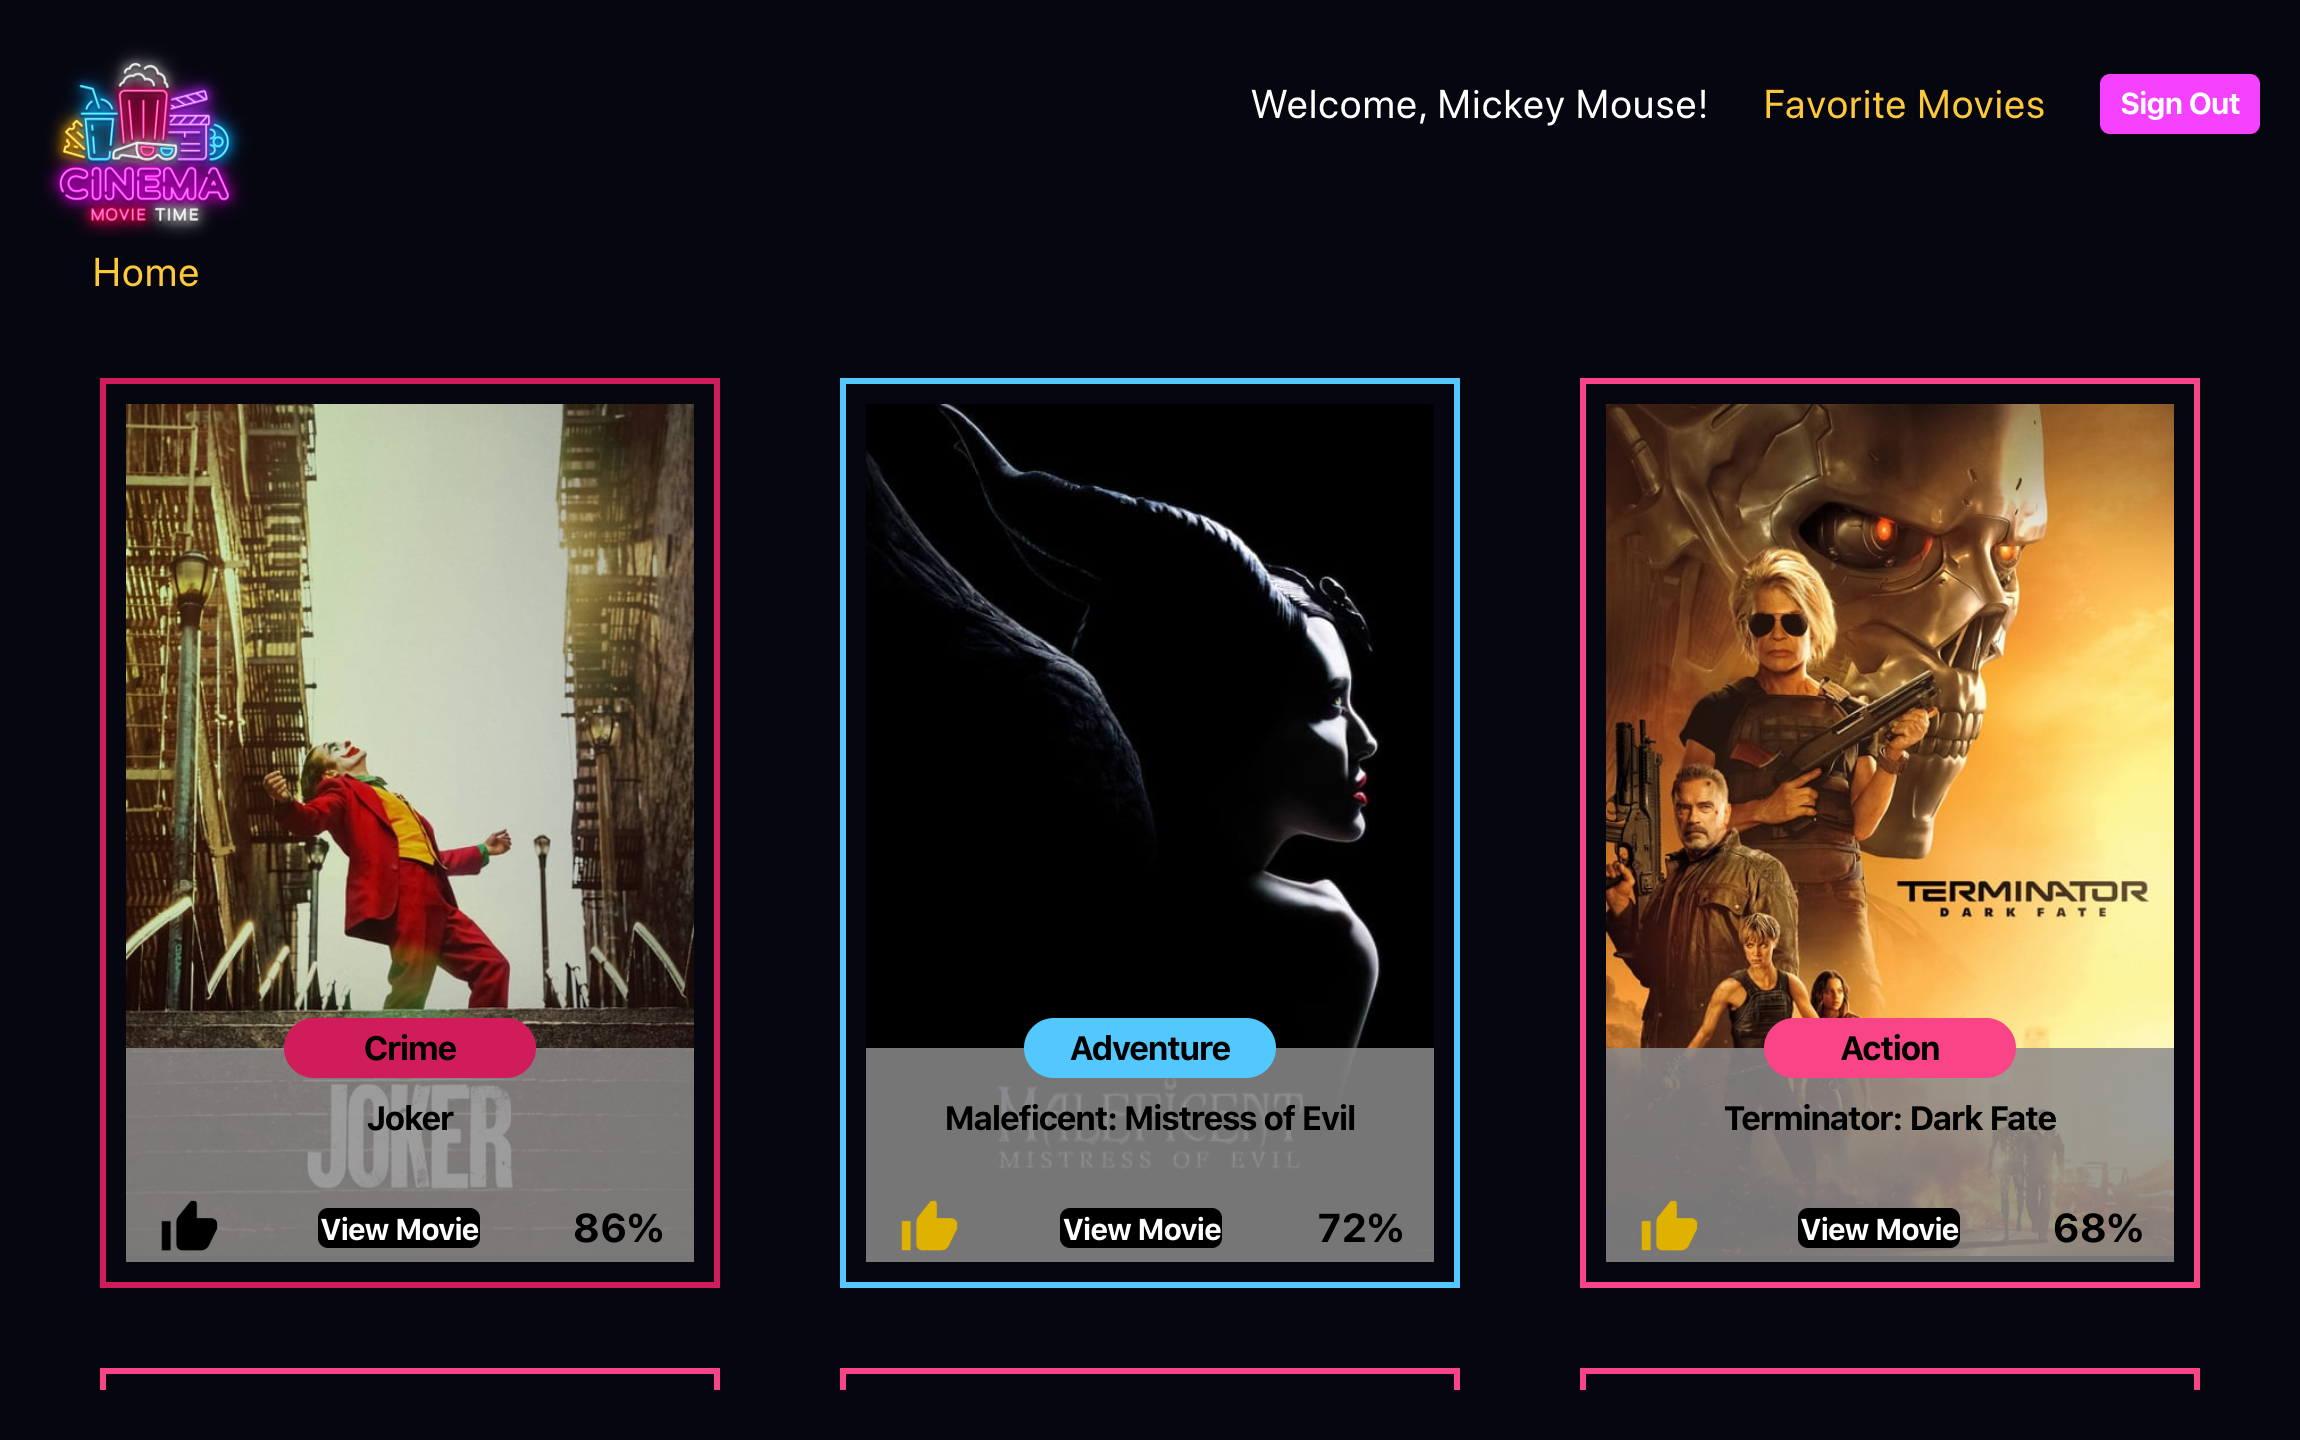 CINEMA
MOVIE TIME
Welcome, Mickey Mouse!
Favorite Movies
Sign Out
Home
Crime
JOKER
Joker
View Movie
86%
Adventure
MALEFICENT
Maleficent: Mistress of Evil
MISTRESS OF EVIL
View Movie
72%
TERMINATOR
DARK FATE
Action
Terminator: Dark Fate
View Movie
68%